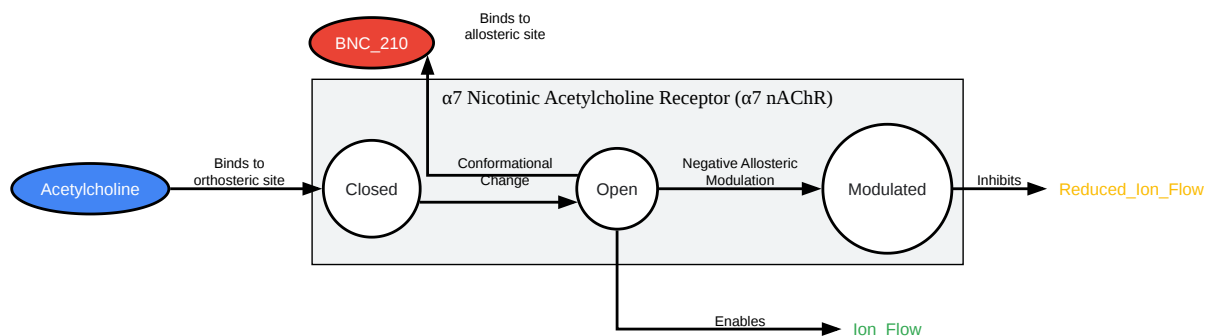 Binds to
allosteric site
BNC_210
α7 Nicotinic Acetylcholine Receptor (α7 nAChR)
Acetylcholine
Binds to
orthosteric site
Closed
Conformational
Change
Open
Negative Allosteric
Modulation
Modulated
Inhibits
Reduced_Ion_Flow
Enables
Ion_Flow